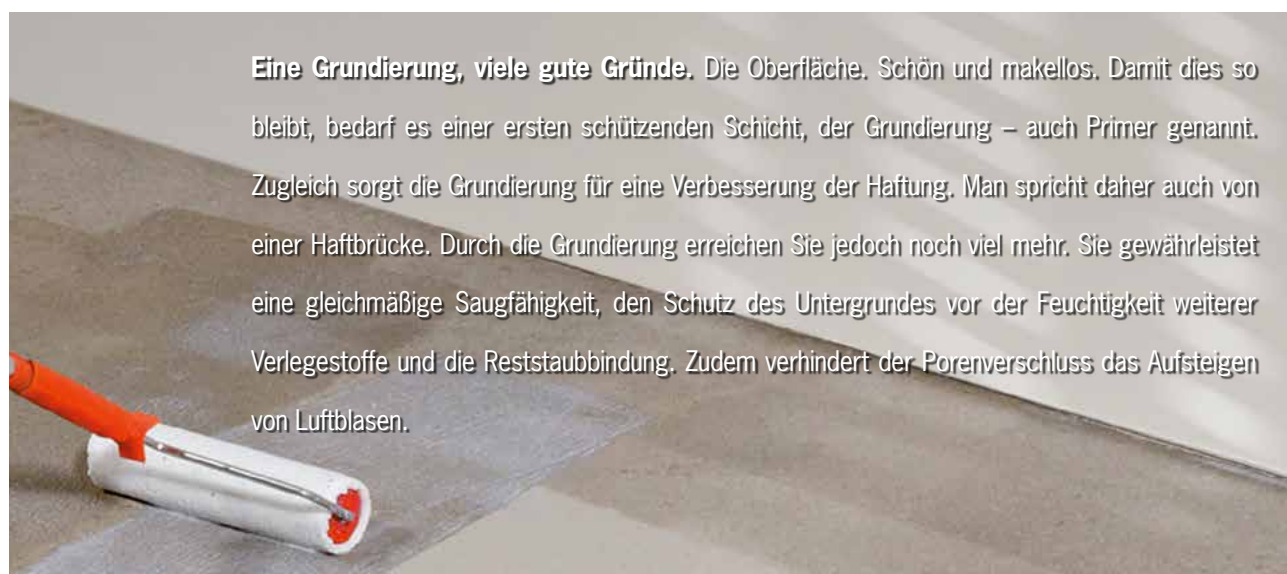 Eine Grundierung, viele gute Gründe. Die Oberfläche. Schön und makellos. Damit dies so
bleibt, bedarf es einer ersten schützenden Schicht, der Grundierung – auch Primer genannt.
Zugleich sorgt die Grundierung für eine Verbesserung der Haftung. Man spricht daher auch von
einer Haftbrücke. Durch die Grundierung erreichen Sie jedoch noch viel mehr. Sie gewährleistet
eine gleichmäßige Saugfähigkeit, den Schutz des Untergrundes vor der Feuchtigkeit weiterer
Verlegestoffe und die Reststaubbindung. Zudem verhindert der Porenverschluss das Aufsteigen
von Luftblasen.